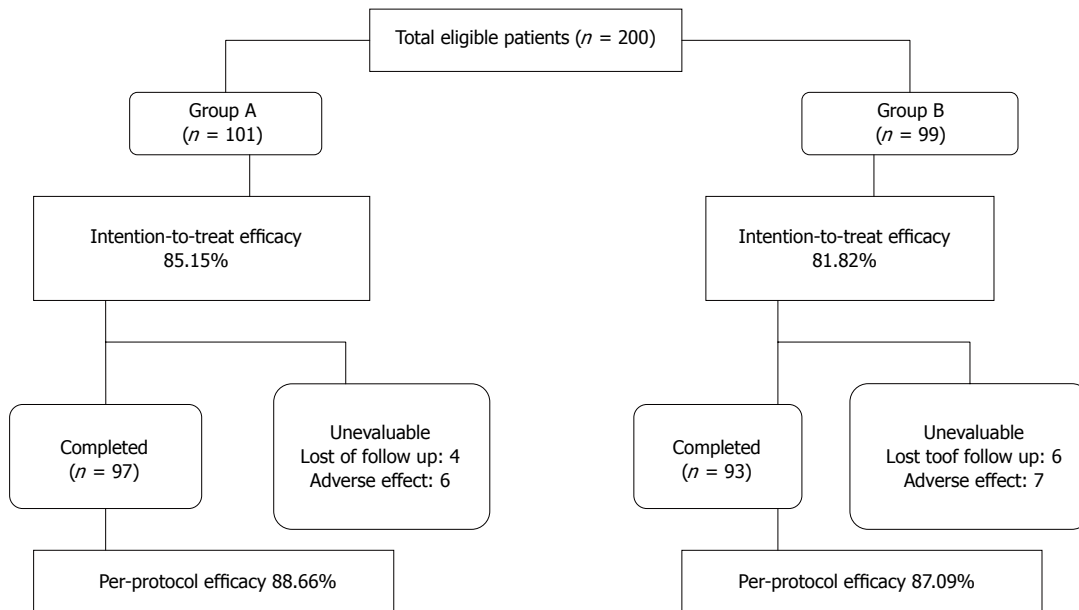 Total eligible patients (n = 200)
Group A
(n = 101)
Group B
(n = 99)
Intention-to-treat efficacy
85.15%
Intention-to-treat efficacy
81.82%
Completed
(n = 97)
Unevaluable
Lost of follow up: 4
Adverse effect: 6
Completed
(n = 93)
Unevaluable
Lost toof follow up: 6
Adverse effect: 7
Per-protocol efficacy 88.66%
Per-protocol efficacy 87.09%